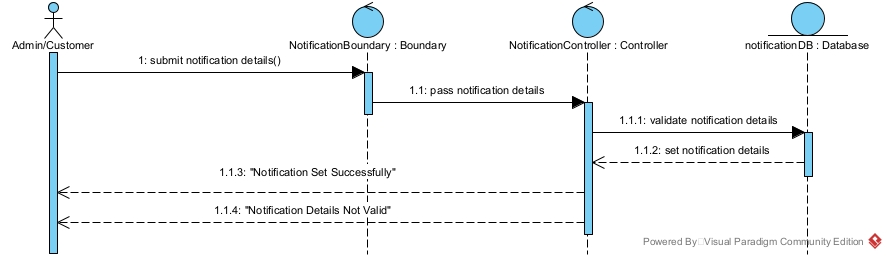 Admin/Customer
NotificationBoundary : Boundary
NotificationController : Controller
notificationDB : Database
1: submit notification details()
1.1: pass notification details
1.1.1: validate notification details
1.1.2: set notification details
1.1.3: "Notification Set Successfully"
1.1.4: "Notification Details Not Valid"
Powered By Visual Paradigm Community Edition